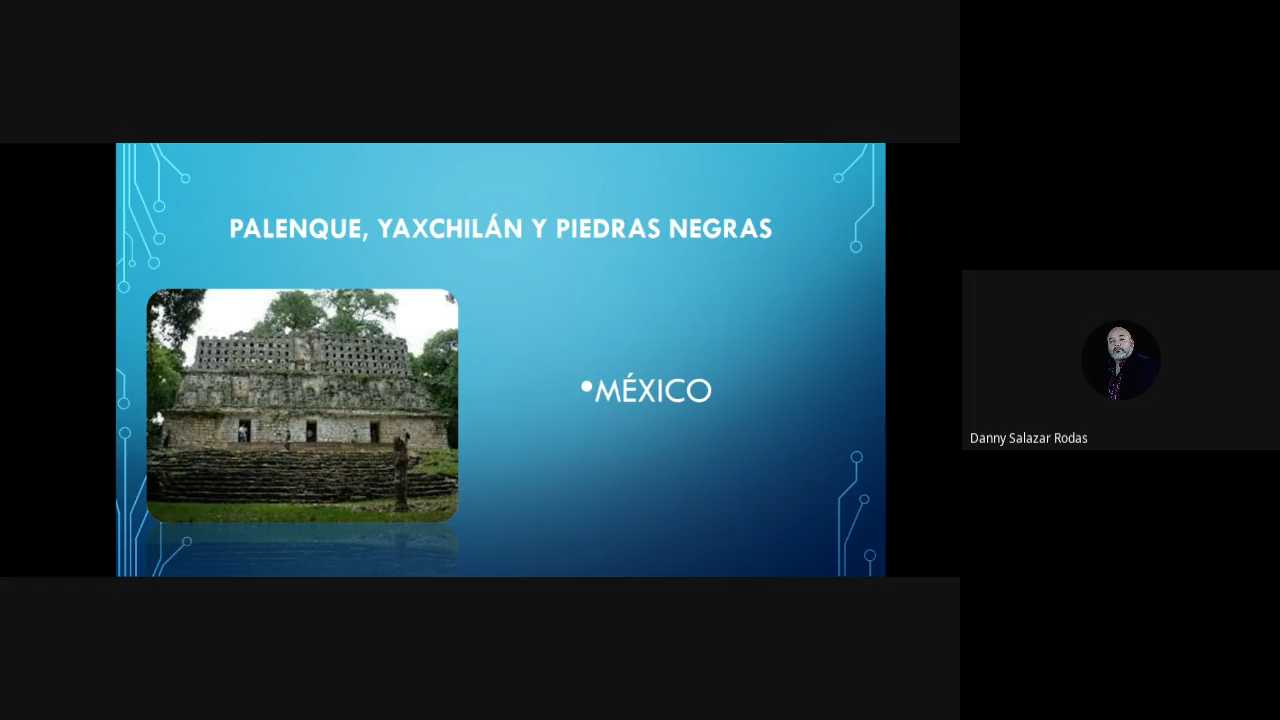 PALENQUE, YAXCHILÁN Y PIEDRAS NEGRAS
•MÉXICO
Danny Salazar Rodas